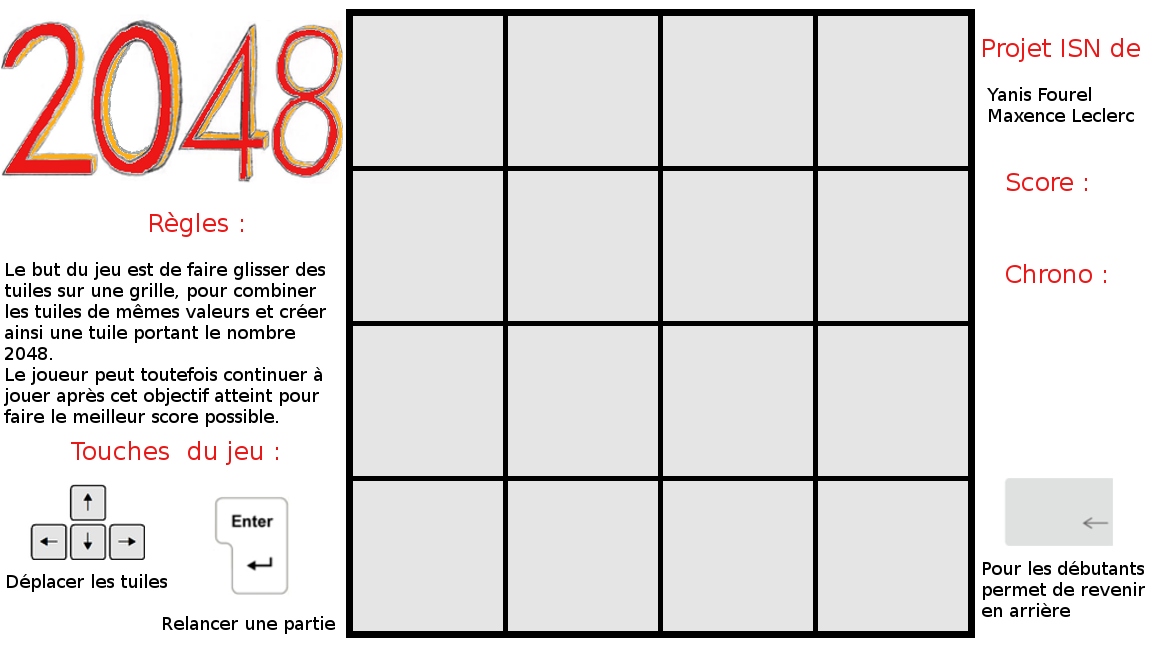 2048
Règles :
Le but du jeu est de faire glisser des
tuiles sur une grille, pour combiner
les tuiles de mêmes valeurs et créer
ainsi une tuile portant le nombre
2048.
Le joueur peut toutefois continuer à
jouer après cet objectif atteint pour
faire le meilleur score possible.
Touches  du jeu :
↑
← ↓ →
Déplacer les tuiles
Enter
↵
Relancer une partie
Projet ISN de
Yanis Fourel
Maxence Leclerc
Score :
Chrono :
←
Pour les débutants
permet de revenir
en arrière